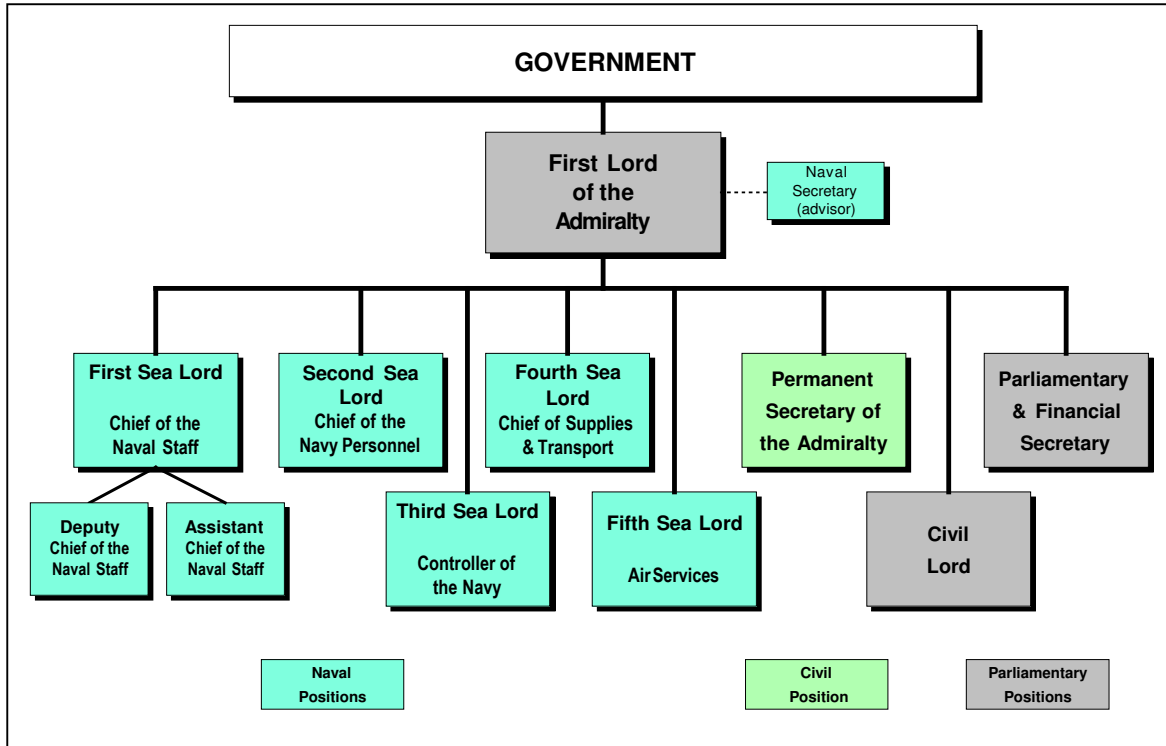 GOVERNMENT
First Lord
of the
Admiralty
Naval
Secretary
(advisor)
First Sea Lord
Chief of the
Naval Staff
Second Sea
Lord
Chief of the
Navy Personnel
Fourth Sea
Lord
Chief of Supplies
& Transport
Permanent
Secretary of
the Admiralty
Parliamentary
& Financial
Secretary
Deputy
Chief of the
Naval Staff
Assistant
Chief of the
Naval Staff
Third Sea Lord
Controller of
the Navy
Fifth Sea Lord
Air Services
Civil
Lord
Naval
Positions
Civil
Position
Parliamentary
Positions